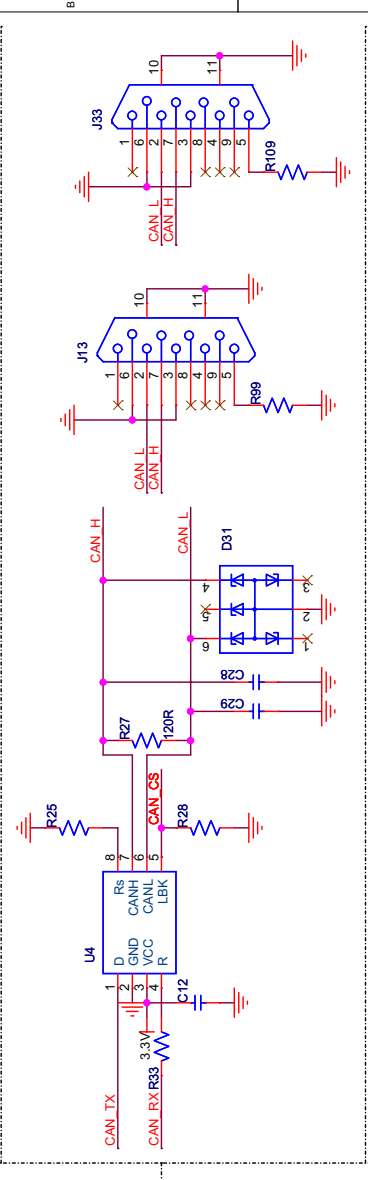 B
J33
10
11
1
6
2
7
3
8
4
9
5
R109
CAN_L
CAN_H
J13
10
11
1
6
2
7
3
8
4
9
5
R99
CAN_L
CAN_H
CAN_H
CAN_L
D31
4
5
6
3
2
1
C28
C29
R27
120R
CAN_CS
R25
R28
8
7
6
5
Rs
CANH
CANL
LBK
U4
D
GND
VCC
R
1
2
3
4
C12
3.3V
R33
CAN_TX
CAN_RX